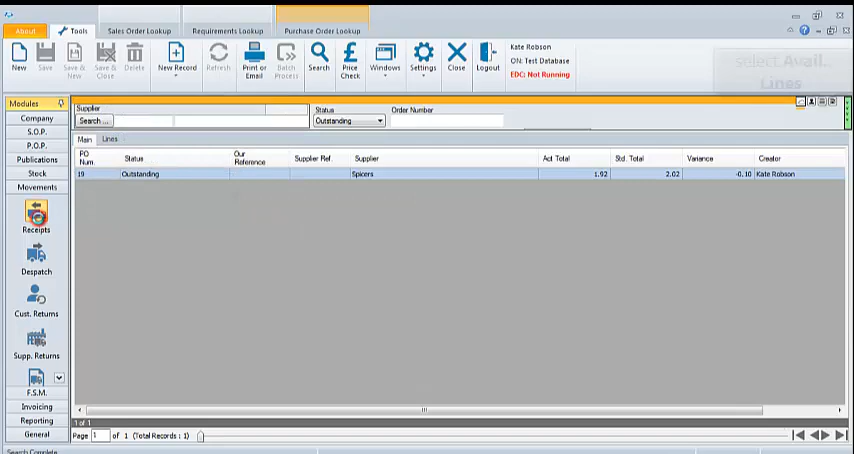 Sales Order Lookup Requirements Lookup Purchase Order Lookup
About Tools
New Save Save & New Save & Close Delete New Record Refresh Print or Email Batch Process Search Price Check Windows Settings Close Logout
Kate Robson
ON: Test Database
EDC: Not Running
select Avail..
Lines
Modules
Company
S.O.P.
P.O.P.
Publications
Stock
Movements
Receipts
Despatch
Cust. Returns
Supp. Returns
F.S.M.
Invoicing
Reporting
General
Supplier Status Order Number
Search ... Outstanding
Main Lines
PO Num. Status Our Reference Supplier Ref. Supplier Act Total Std. Total Variance Creator
19 Outstanding Spicers 1.92 2.02 -0.10 Kate Robson
1 of 1
Page 1 of 1 (Total Records : 1)
Search Complete